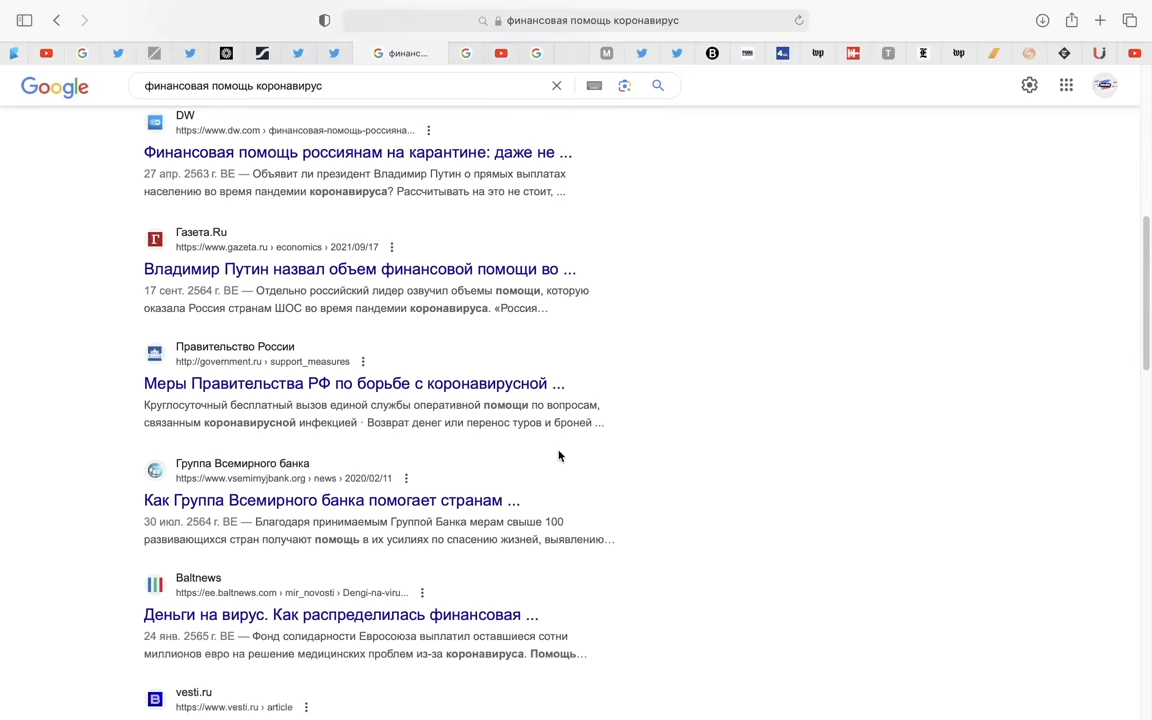 финансовая помощь коронавирус
финанс...
Google
финансовая помощь коронавирус
DW
https://www.dw.com › финансовая-помощь-россияна...
Финансовая помощь россиянам на карантине: даже не ...
27 апр. 2563 г. BE — Объявит ли президент Владимир Путин о прямых выплатах
населению во время пандемии коронавируса? Рассчитывать на это не стоит, ...
Газета.Ru
https://www.gazeta.ru › economics › 2021/09/17
Владимир Путин назвал объем финансовой помощи во ...
17 сент. 2564 г. BE — Отдельно российский лидер озвучил объемы помощи, которую
оказала Россия странам ШОС во время пандемии коронавируса. «Россия...
Правительство России
http://government.ru › support_measures
Меры Правительства РФ по борьбе с коронавирусной ...
Круглосуточный бесплатный вызов единой службы оперативной помощи по вопросам,
связанным коронавирусной инфекцией · Возврат денег или перенос туров и броней ...
Группа Всемирного банка
https://www.vsemirnyjbank.org › news › 2020/02/11
Как Группа Всемирного банка помогает странам ...
30 июл. 2564 г. BE — Благодаря принимаемым Группой Банка мерам свыше 100
развивающихся стран получают помощь в их усилиях по спасению жизней, выявлению...
Baltnews
https://ee.baltnews.com › mir_novosti › Dengi-na-viru...
Деньги на вирус. Как распределилась финансовая ...
24 янв. 2565 г. BE — Фонд солидарности Евросоюза выплатил оставшиеся сотни
миллионов евро на решение медицинских проблем из-за коронавируса. Помощь...
vesti.ru
https://www.vesti.ru › article